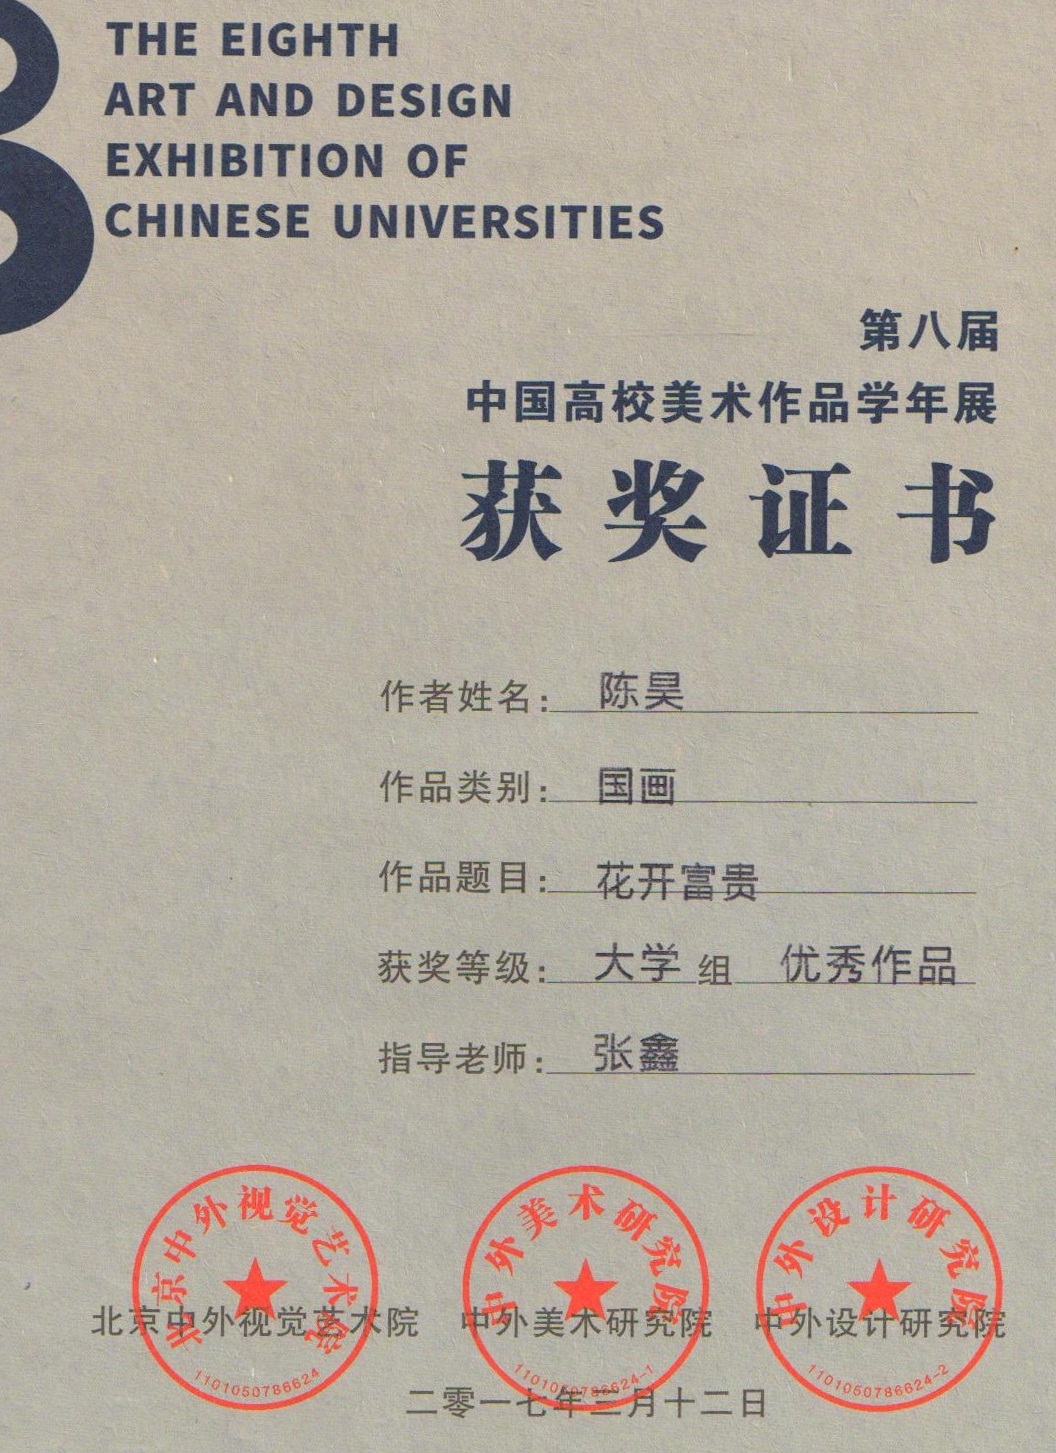 8
THE EIGHTH
ART AND DESIGN
EXHIBITION OF
CHINESE UNIVERSITIES
第八届
中国高校美术作品学年展
获奖证书
作者姓名：陈昊
作品类别：国画
作品题目：花开富贵
获奖等级：大学组 优秀作品
指导老师：张鑫
北京中外视觉艺术院
1101050786624
中外美术研究院
1101050786624-1
中外设计研究院
1101050786624-2
北京中外视觉艺术院 中外美术研究院 中外设计研究院
二零一七年三月十二日